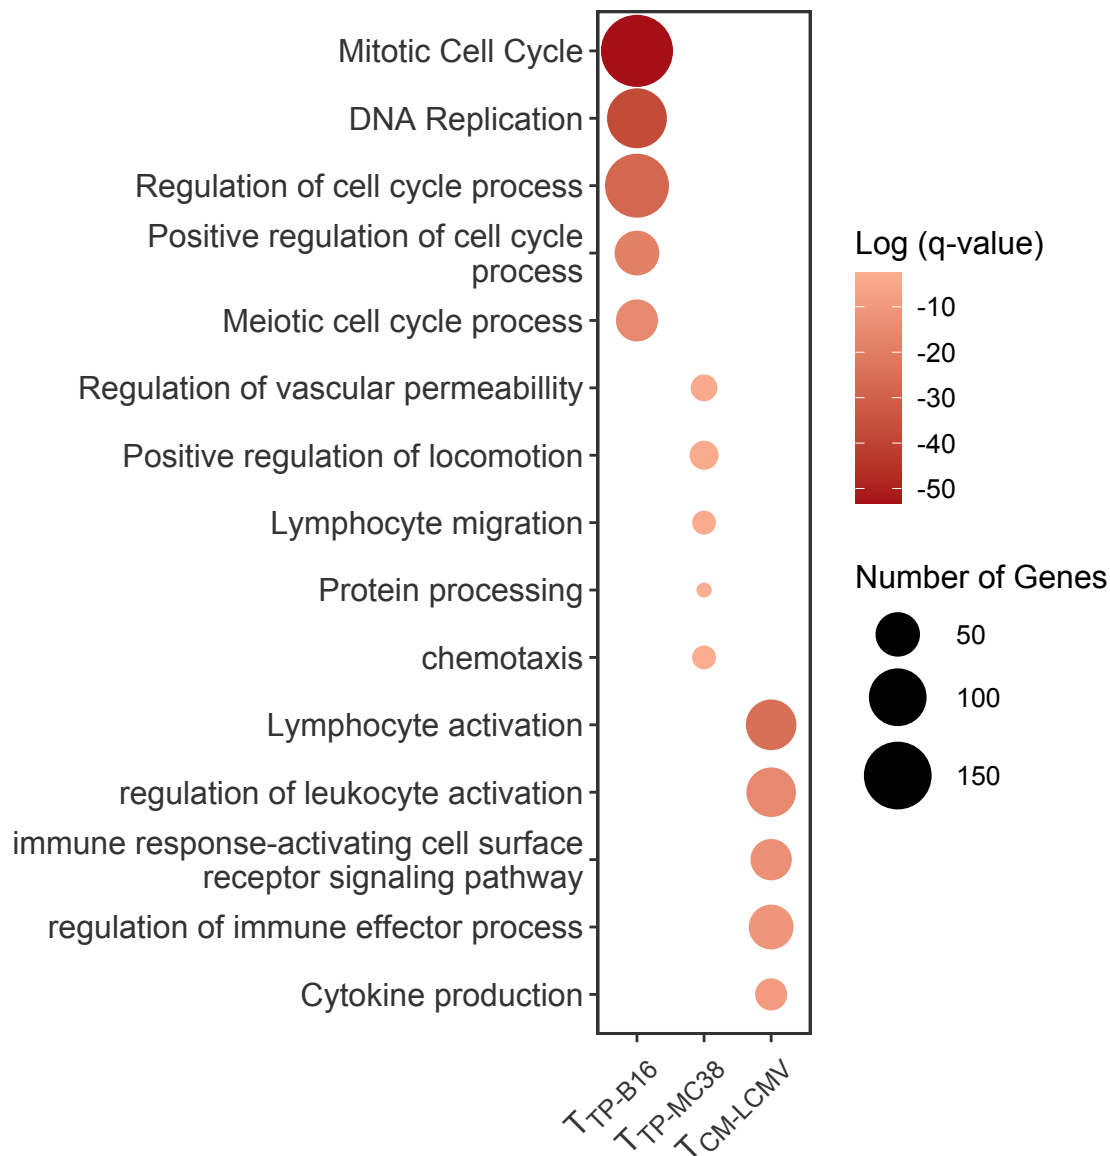 Mitotic Cell Cycle
DNA Replication
Regulation of cell cycle process
Positive regulation of cell cycle
process
Meiotic cell cycle process
Regulation of vascular permeabillity
Positive regulation of locomotion
Lymphocyte migration
Protein processing
chemotaxis
Lymphocyte activation
regulation of leukocyte activation
immune response-activating cell surface
receptor signaling pathway
regulation of immune effector process
Cytokine production
TTP-B16
TTP-MC38
TCM-LCMV
Log (q-value)
-10
-20
-30
-40
-50
Number of Genes
50
100
150